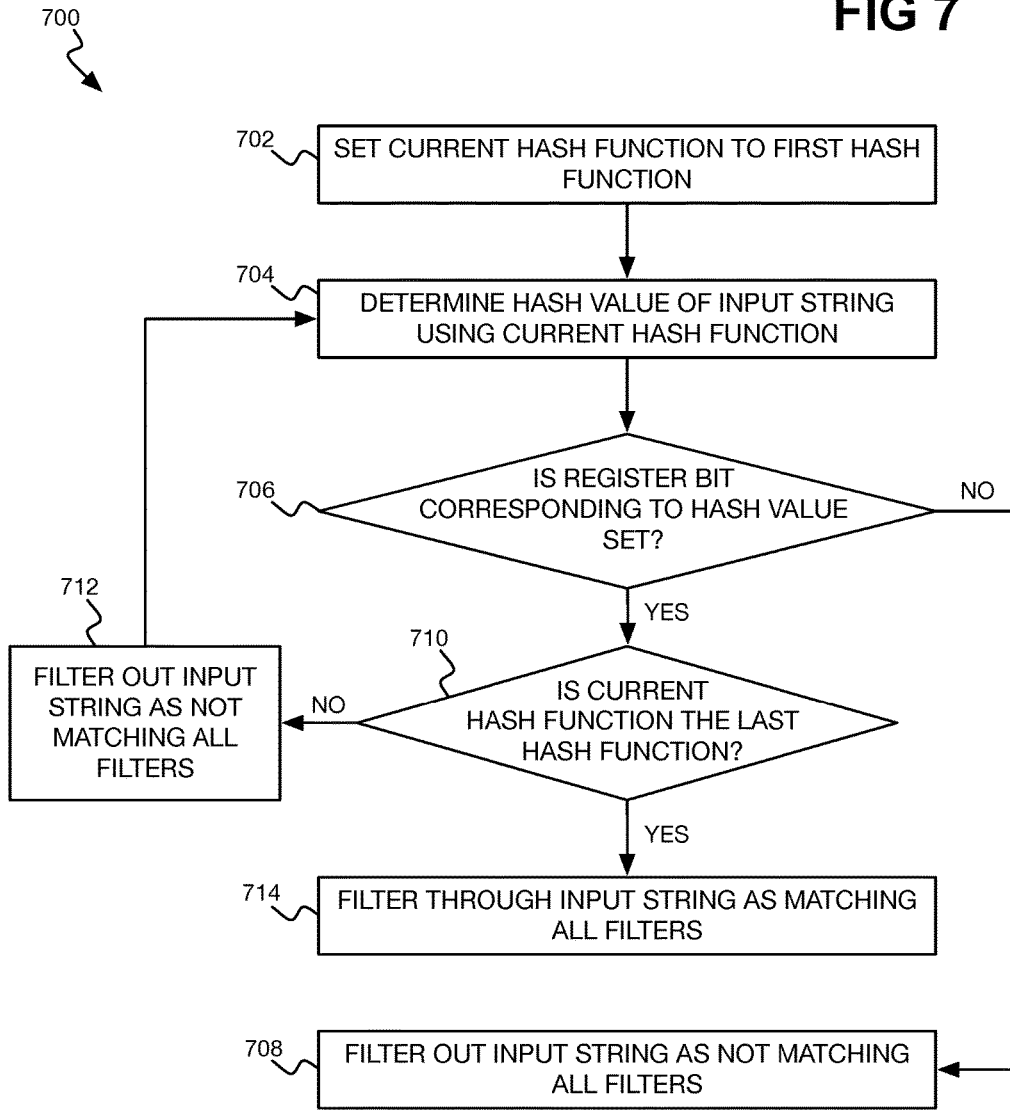 FIG 7
700
702
SET CURRENT HASH FUNCTION TO FIRST HASH
FUNCTION
704
DETERMINE HASH VALUE OF INPUT STRING
USING CURRENT HASH FUNCTION
706
IS REGISTER BIT
CORRESPONDING TO HASH VALUE
SET?
NO
YES
712
FILTER OUT INPUT
STRING AS NOT
MATCHING ALL
FILTERS
NO
710
IS CURRENT
HASH FUNCTION THE LAST
HASH FUNCTION?
YES
714
FILTER THROUGH INPUT STRING AS MATCHING
ALL FILTERS
708
FILTER OUT INPUT STRING AS NOT MATCHING
ALL FILTERS